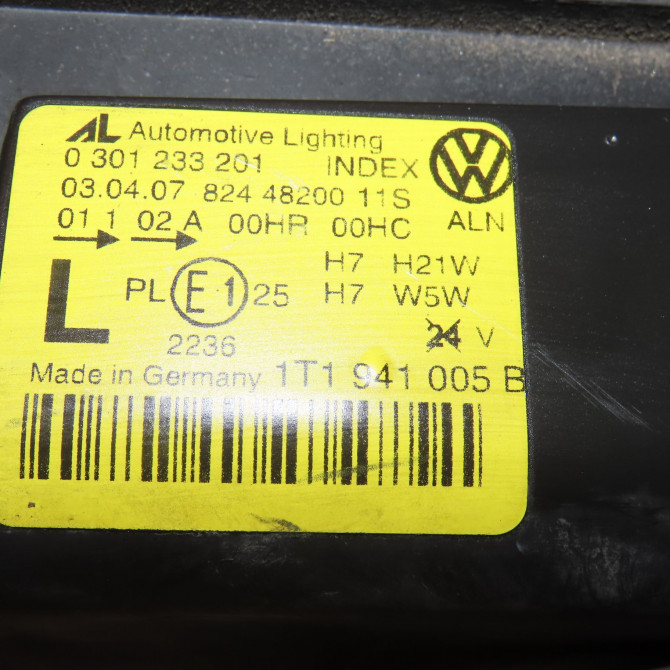 AL Automotive Lighting
0 301 233 201 INDEX
03.04.07 824 48200 11S
01 1 02 A 00HR 00HC ALN
L PL E1 25 H7 H21W
H7 W5W
2236 24 V
Made in Germany 1T1 941 005 B